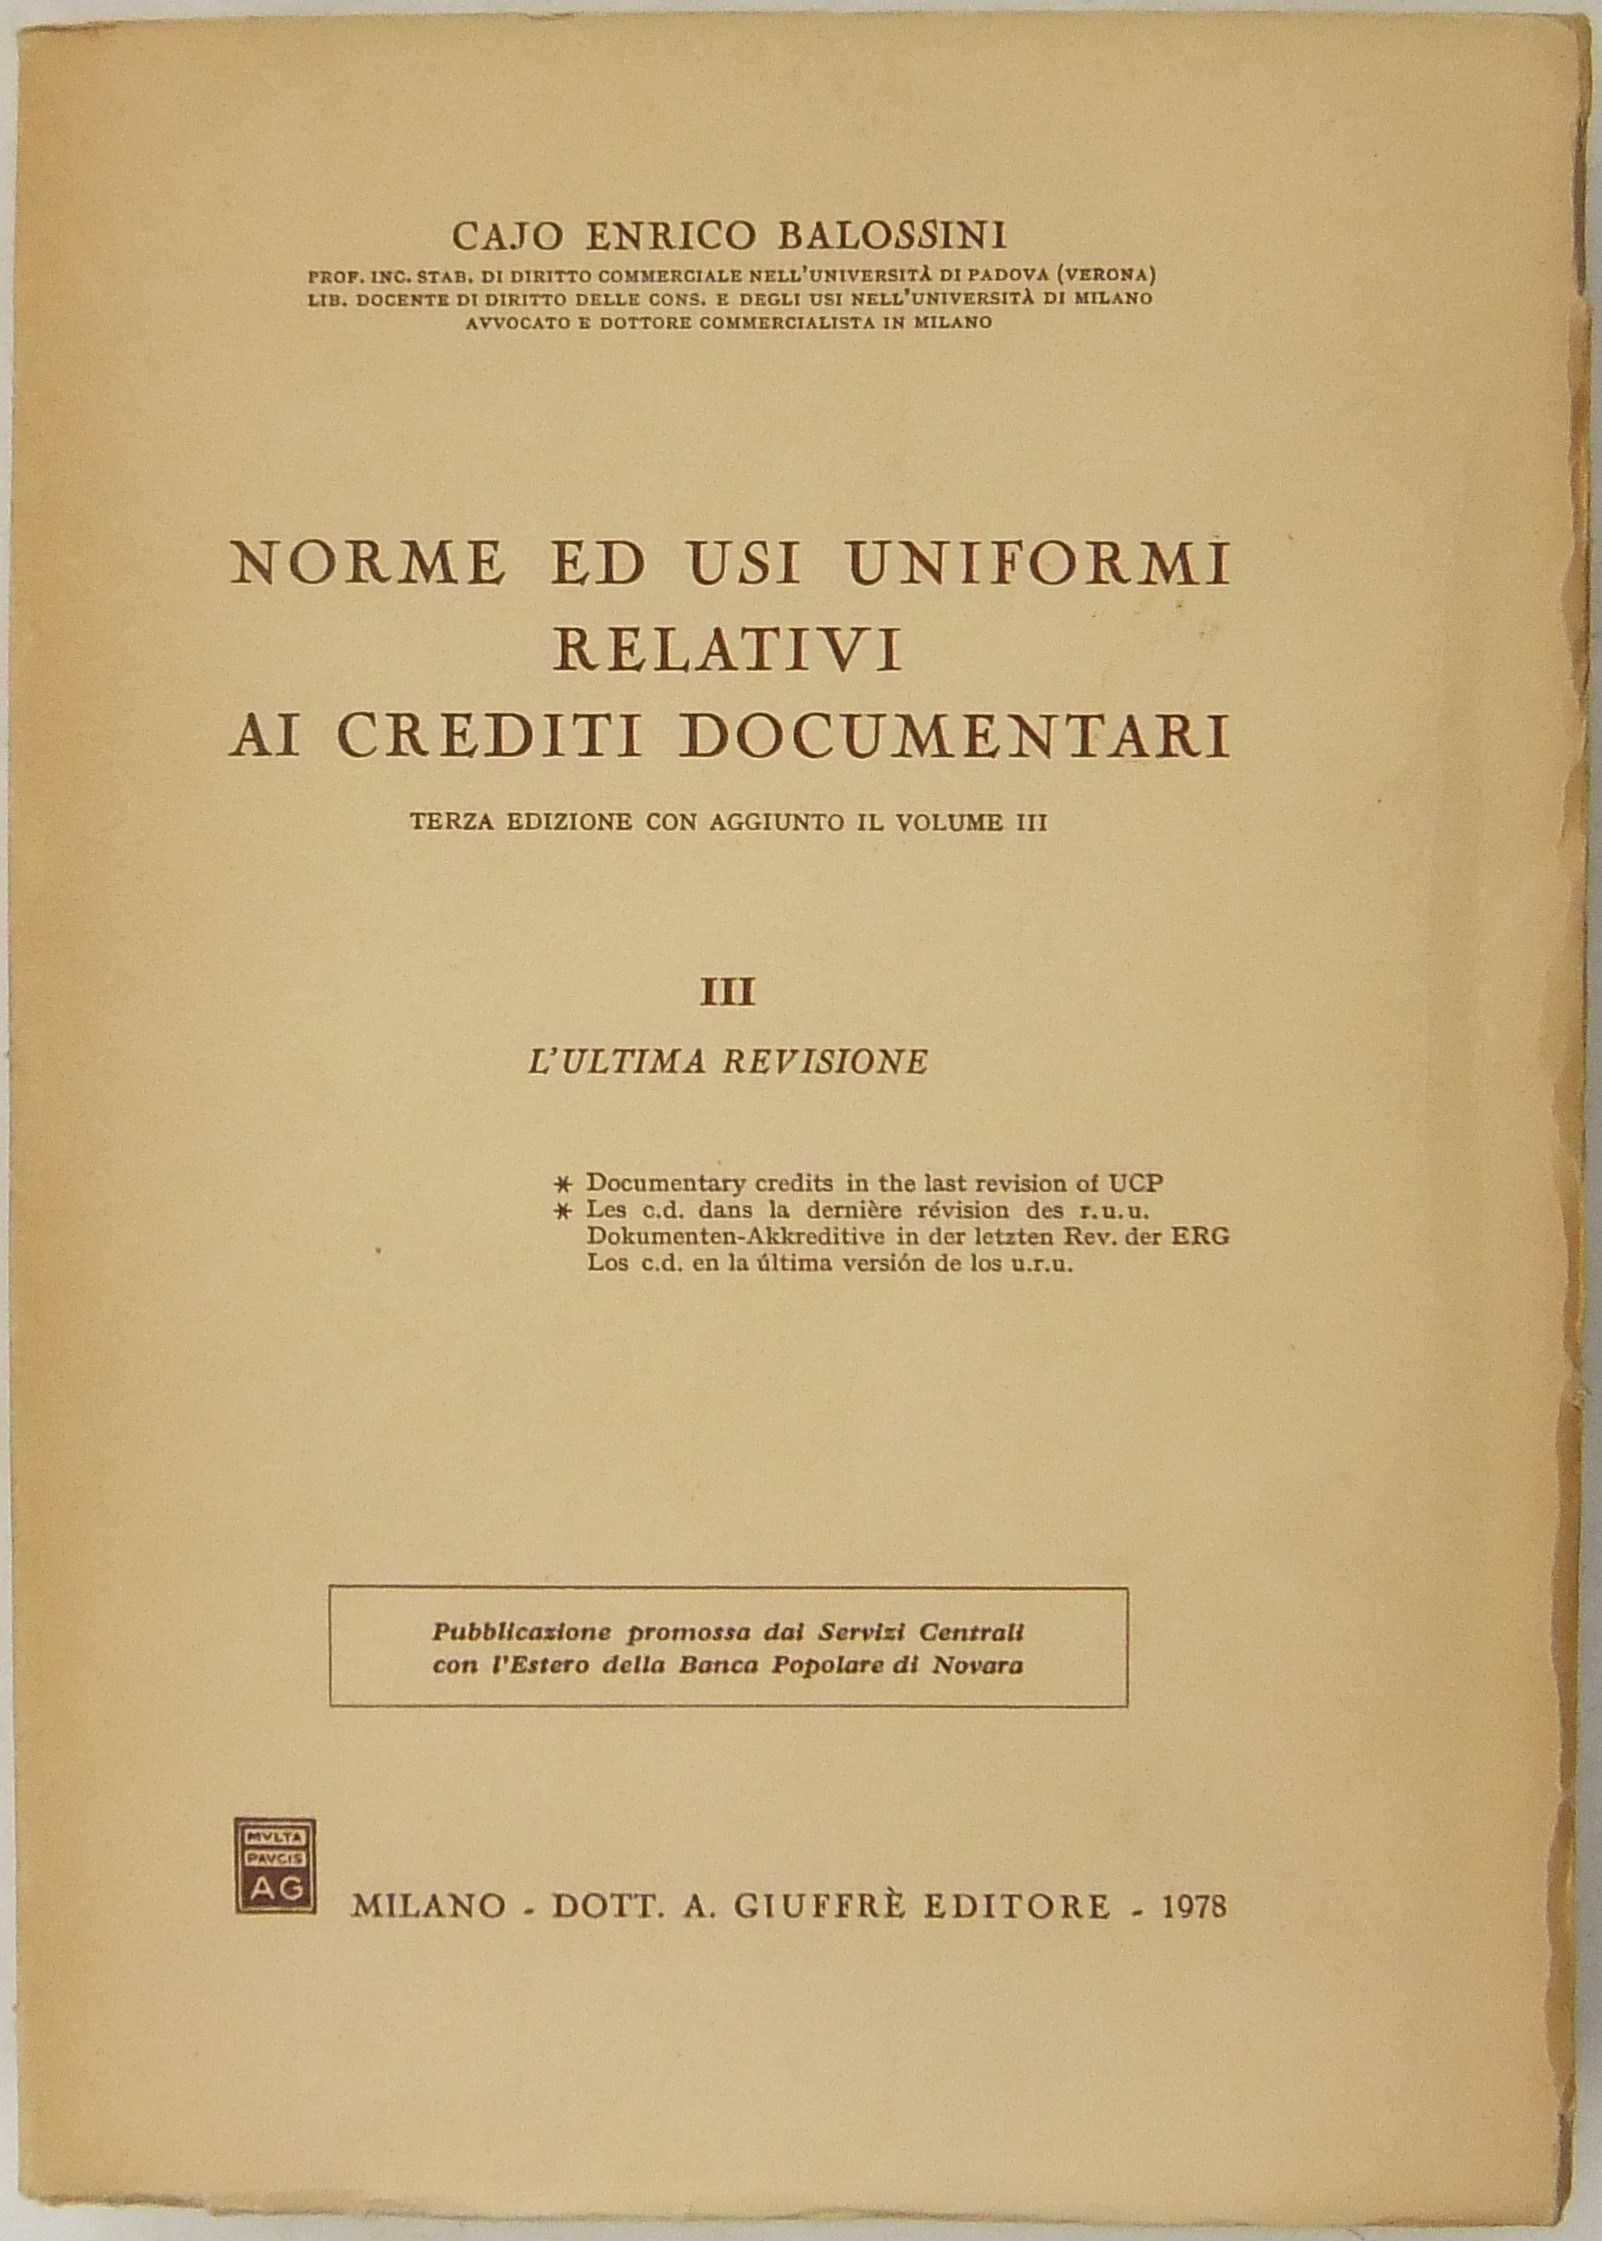 CAJO ENRICO BALOSSINI
PROF. INC. STAB. DI DIRITTO COMMERCIALE NELL'UNIVERSITÀ DI PADOVA (VERONA)
LIB. DOCENTE DI DIRITTO DELLE CONS. E DEGLI USI NELL'UNIVERSITÀ DI MILANO
AVVOCATO E DOTTORE COMMERCIALISTA IN MILANO
NORME ED USI UNIFORMI
RELATIVI
AI CREDITI DOCUMENTARI
TERZA EDIZIONE CON AGGIUNTO IL VOLUME III
III
L'ULTIMA REVISIONE
* Documentary credits in the last revision of UCP
* Les c.d. dans la dernière révision des r.u.u.
Dokumenten-Akkreditive in der letzten Rev. der ERG
Los c.d. en la última versión de los u.r.u.
Pubblicazione promossa dai Servizi Centrali
con l'Estero della Banca Popolare di Novara
MVLTA
PAVCIS
AG
MILANO - DOTT. A. GIUFFRÈ EDITORE - 1978